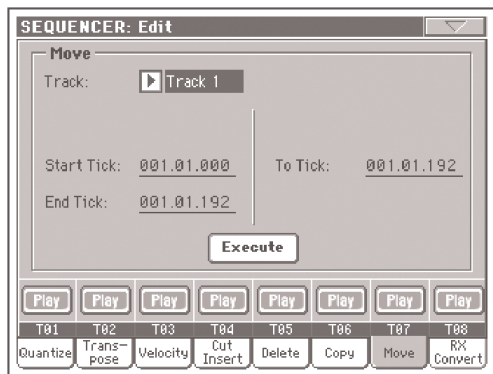 SEQUENCER: Edit
Move
Track: Track 1
Start Tick: 001.01.000 To Tick: 001.01.192
End Tick: 001.01.192
Execute
Play Play Play Play Play Play Play Play
T01 T02 T03 T04 T05 T06 T07 T08
Quantize Trans-pose Velocity Cut Insert Delete Copy Move RX Convert